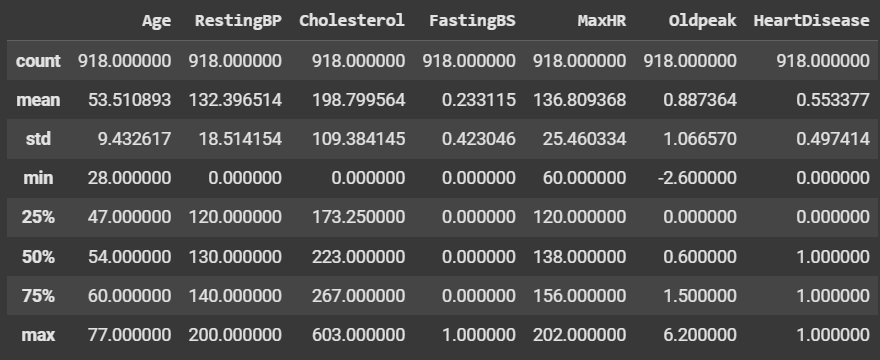 Age RestingBP Cholesterol FastingBS MaxHR Oldpeak HeartDisease
count 918.000000 918.000000 918.000000 918.000000 918.000000 918.000000 918.000000
mean 53.510893 132.396514 198.799564 0.233115 136.809368 0.887364 0.553377
std 9.432617 18.514154 109.384145 0.423046 25.460334 1.066570 0.497414
min 28.000000 0.000000 0.000000 0.000000 60.000000 -2.600000 0.000000
25% 47.000000 120.000000 173.250000 0.000000 120.000000 0.000000 0.000000
50% 54.000000 130.000000 223.000000 0.000000 138.000000 0.600000 1.000000
75% 60.000000 140.000000 267.000000 0.000000 156.000000 1.500000 1.000000
max 77.000000 200.000000 603.000000 1.000000 202.000000 6.200000 1.000000